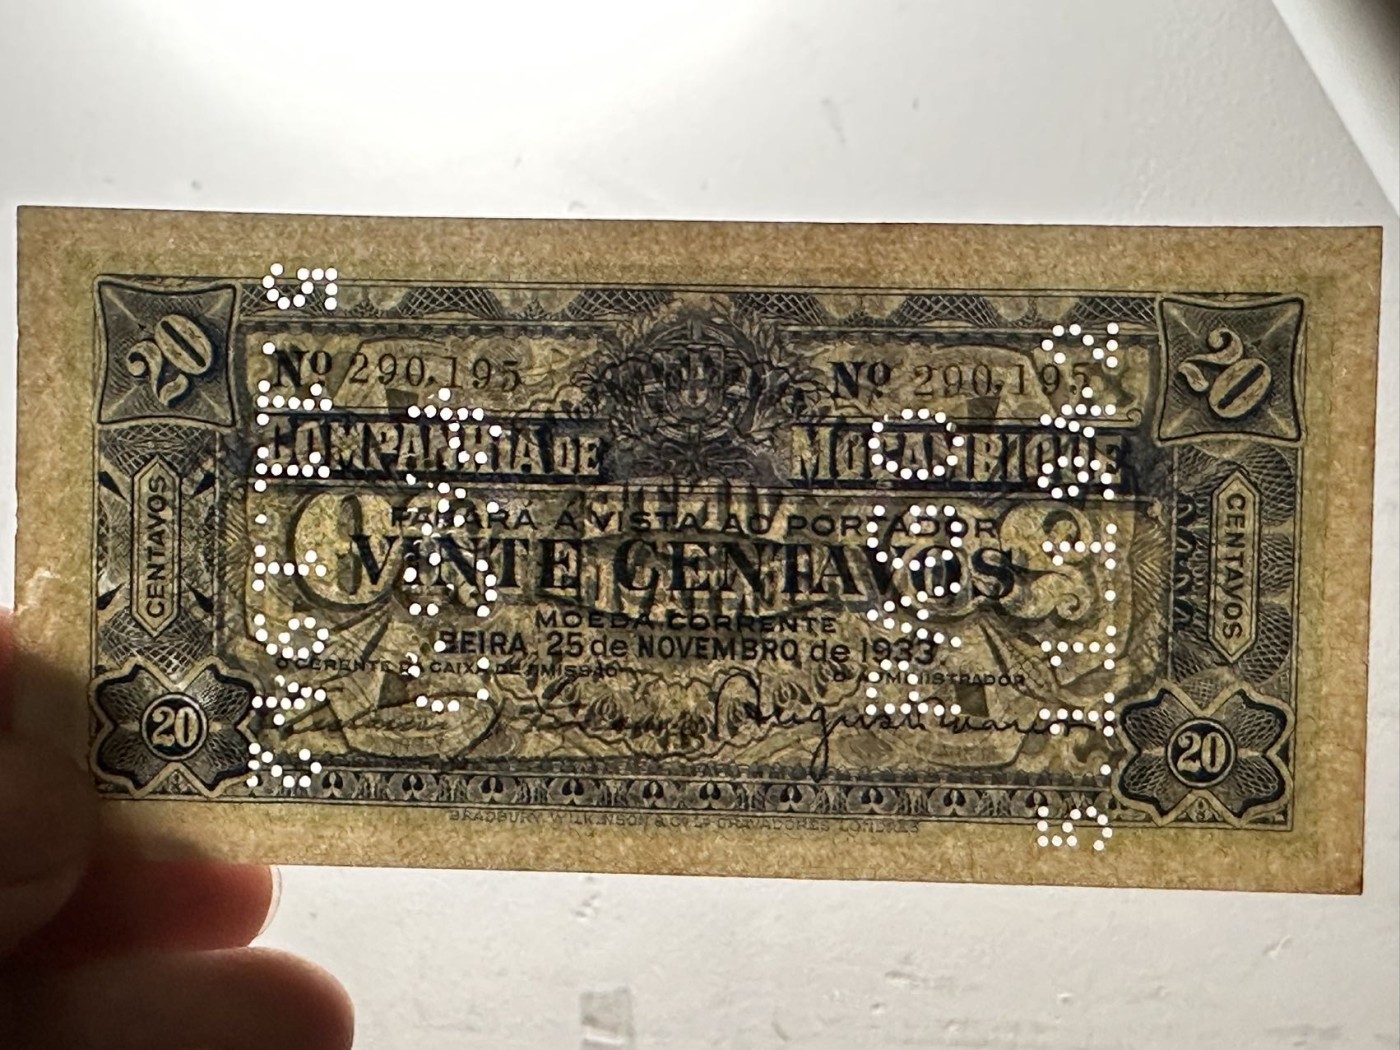 20 Nº 290,195 Nº 290,195 20
COMPANHIA DE MOÇAMBIQUE
CENTAVOS CENTAVOS
PAGARÁ Á VISTA AO PORTADOR
VINTE CENTAVOS
MOEDA CORRENTE
BEIRA, 25 de NOVEMBRO de 1933.
O GERENTE DA CAIXA DE EMISSÃO O ADMINISTRADOR
20 20
BRADBURY, WILKINSON & Cº Lᴰ GRAVADORES LONDRES